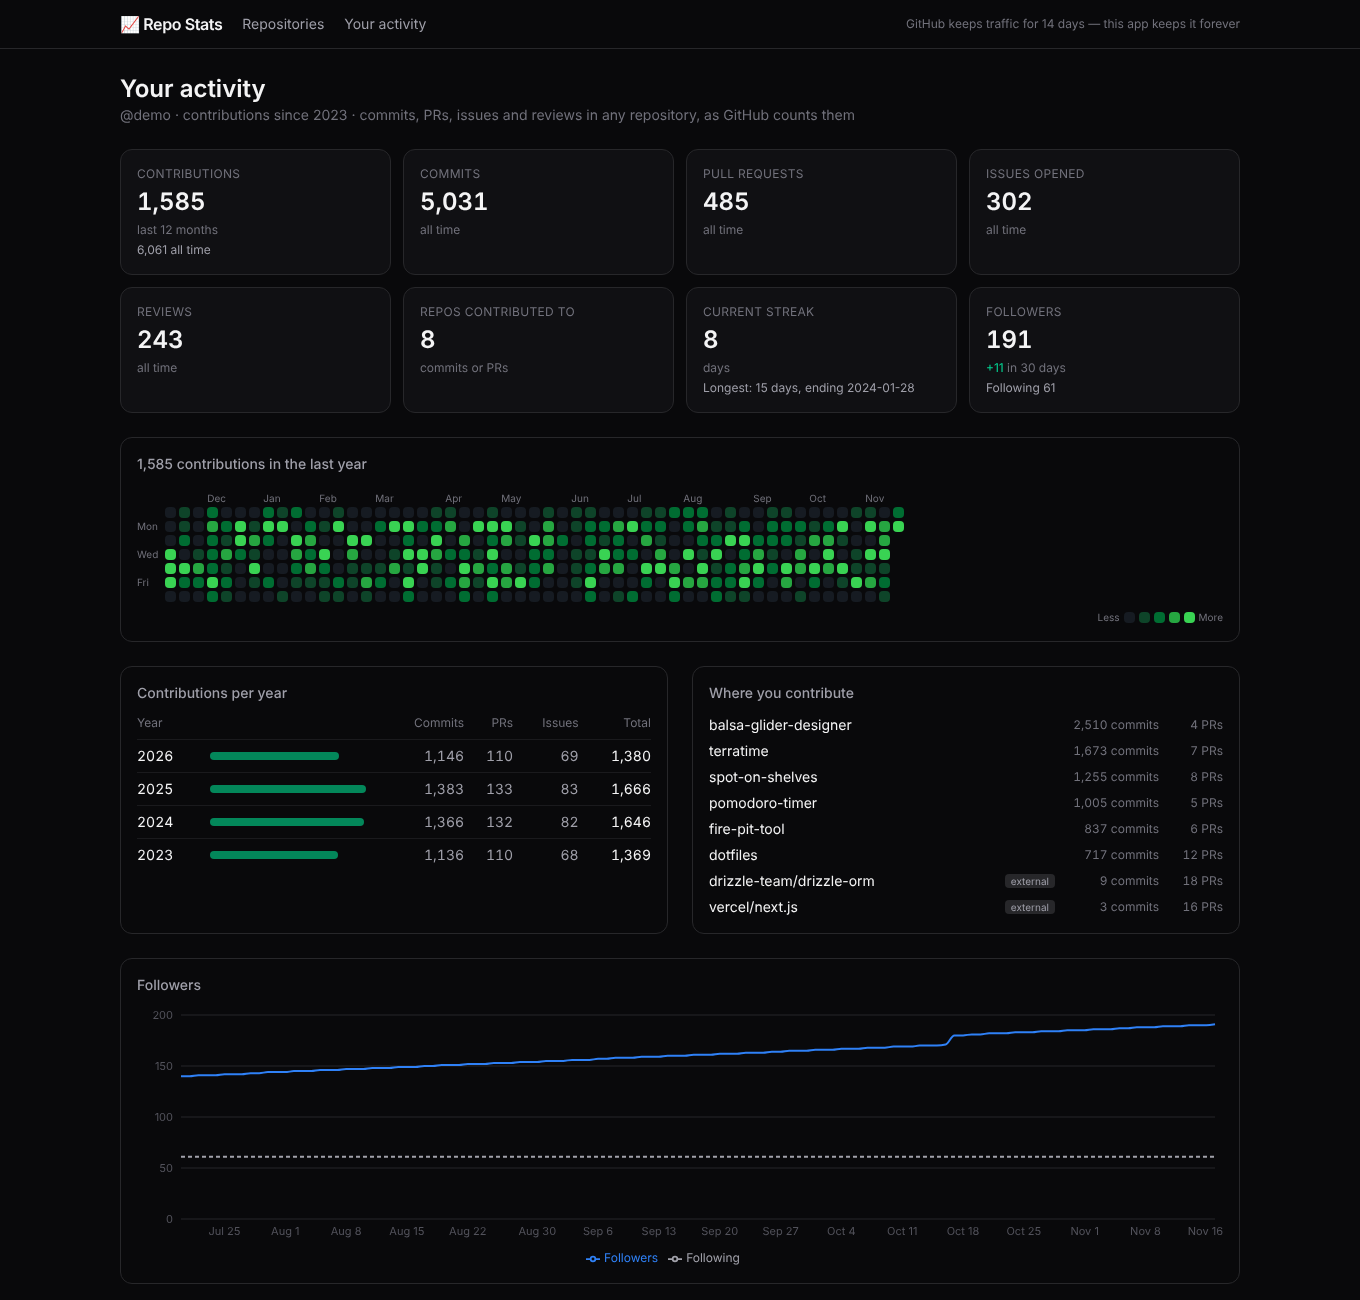 📈 Repo Stats Repositories Your activity GitHub keeps traffic for 14 days — this app keeps it forever
Your activity
@demo · contributions since 2023 · commits, PRs, issues and reviews in any repository, as GitHub counts them
CONTRIBUTIONS COMMITS PULL REQUESTS ISSUES OPENED
1,585 5,031 485 302
last 12 months all time all time all time
6,061 all time
REVIEWS REPOS CONTRIBUTED TO CURRENT STREAK FOLLOWERS
243 8 8 191
all time commits or PRs days +11 in 30 days
Longest: 15 days, ending 2024-01-28 Following 61
1,585 contributions in the last year
Dec Jan Feb Mar Apr May Jun Jul Aug Sep Oct Nov
Mon
Wed
Fri
Less More
Contributions per year
Year Commits PRs Issues Total
2026 1,146 110 69 1,380
2025 1,383 133 83 1,666
2024 1,366 132 82 1,646
2023 1,136 110 68 1,369
Where you contribute
balsa-glider-designer 2,510 commits 4 PRs
terratime 1,673 commits 7 PRs
spot-on-shelves 1,255 commits 8 PRs
pomodoro-timer 1,005 commits 5 PRs
fire-pit-tool 837 commits 6 PRs
dotfiles 717 commits 12 PRs
drizzle-team/drizzle-orm external 9 commits 18 PRs
vercel/next.js external 3 commits 16 PRs
Followers
200
150
100
50
0
Jul 25 Aug 1 Aug 8 Aug 15 Aug 22 Aug 30 Sep 6 Sep 13 Sep 20 Sep 27 Oct 4 Oct 11 Oct 18 Oct 25 Nov 1 Nov 8 Nov 16
Followers Following